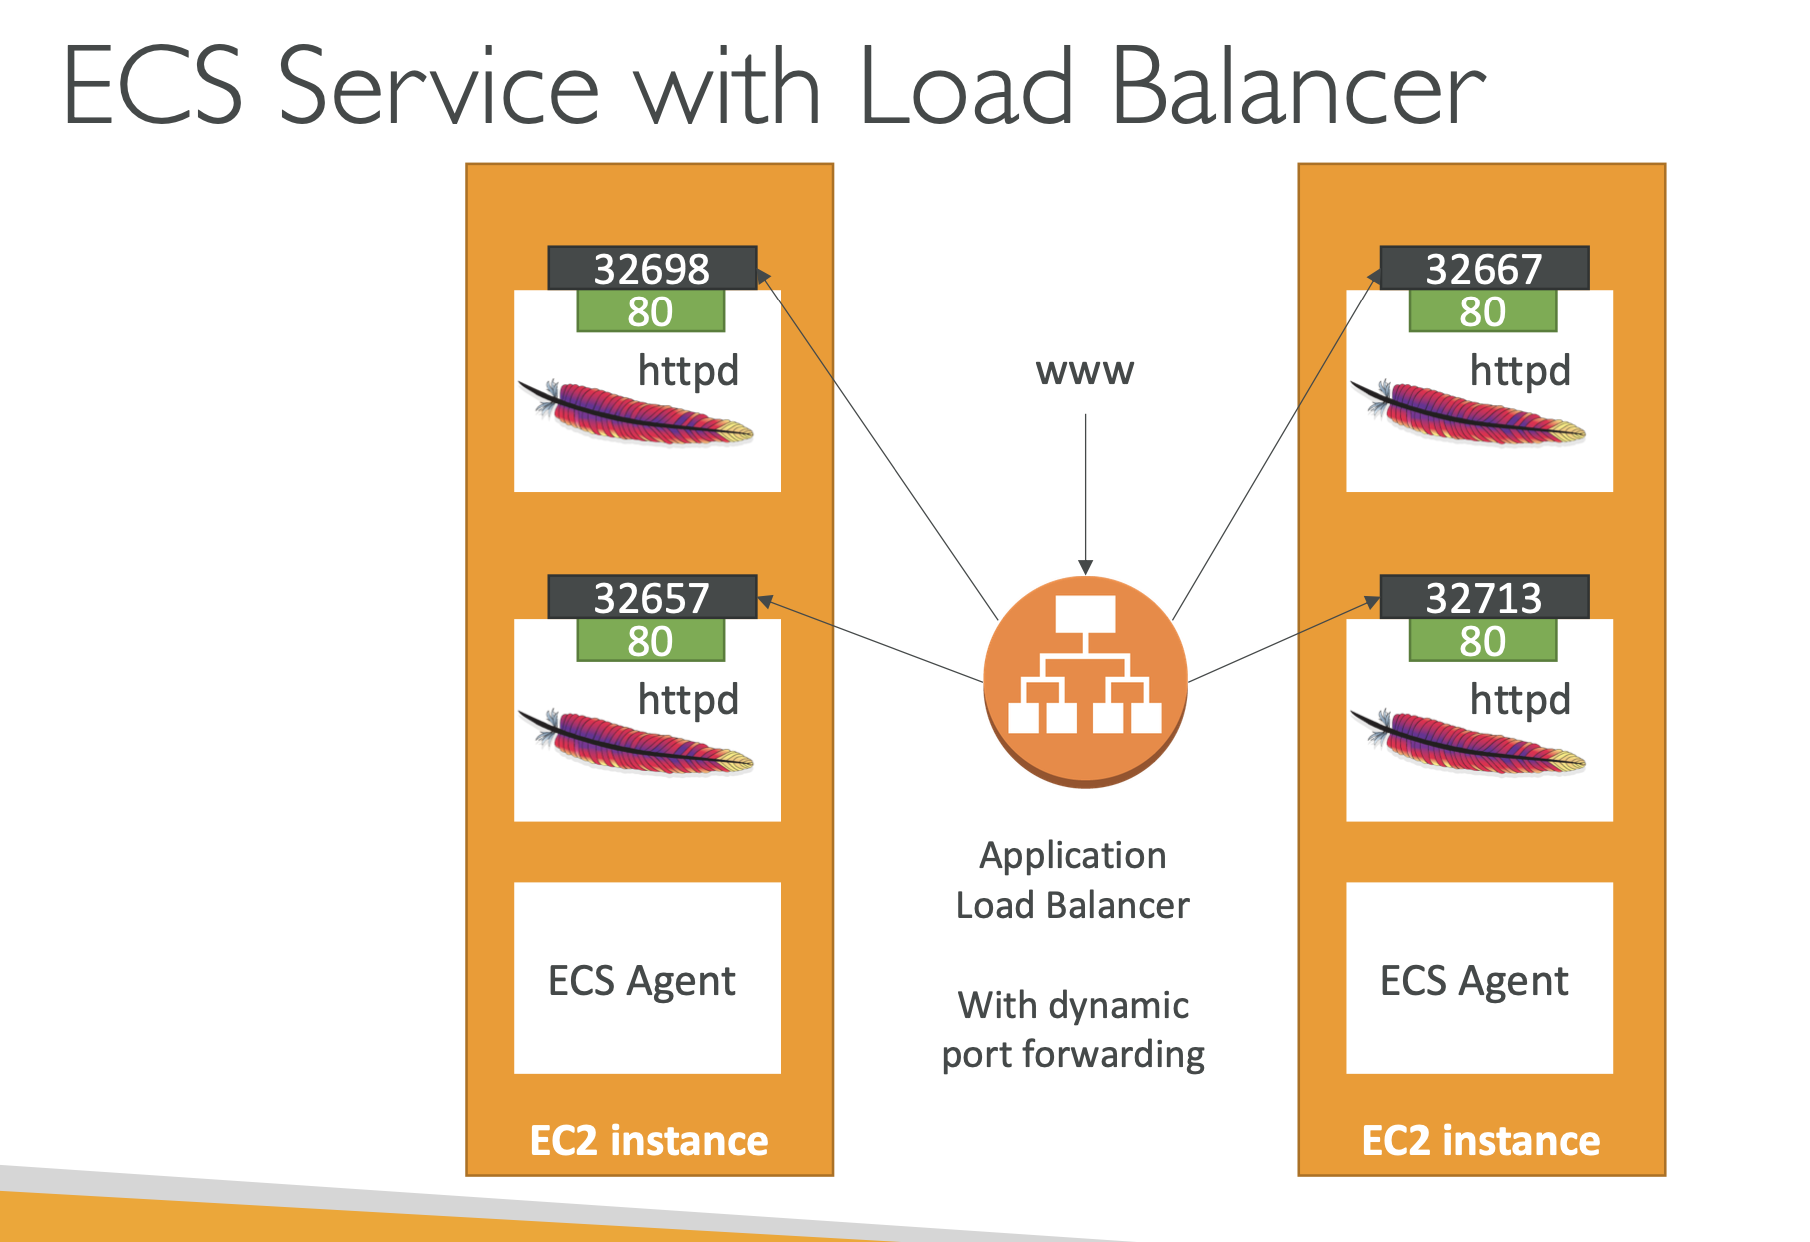 ECS Service with Load Balancer
32698
80
httpd
32657
80
httpd
ECS Agent
EC2 instance
www
Application
Load Balancer
With dynamic
port forwarding
32667
80
httpd
32713
80
httpd
ECS Agent
EC2 instance